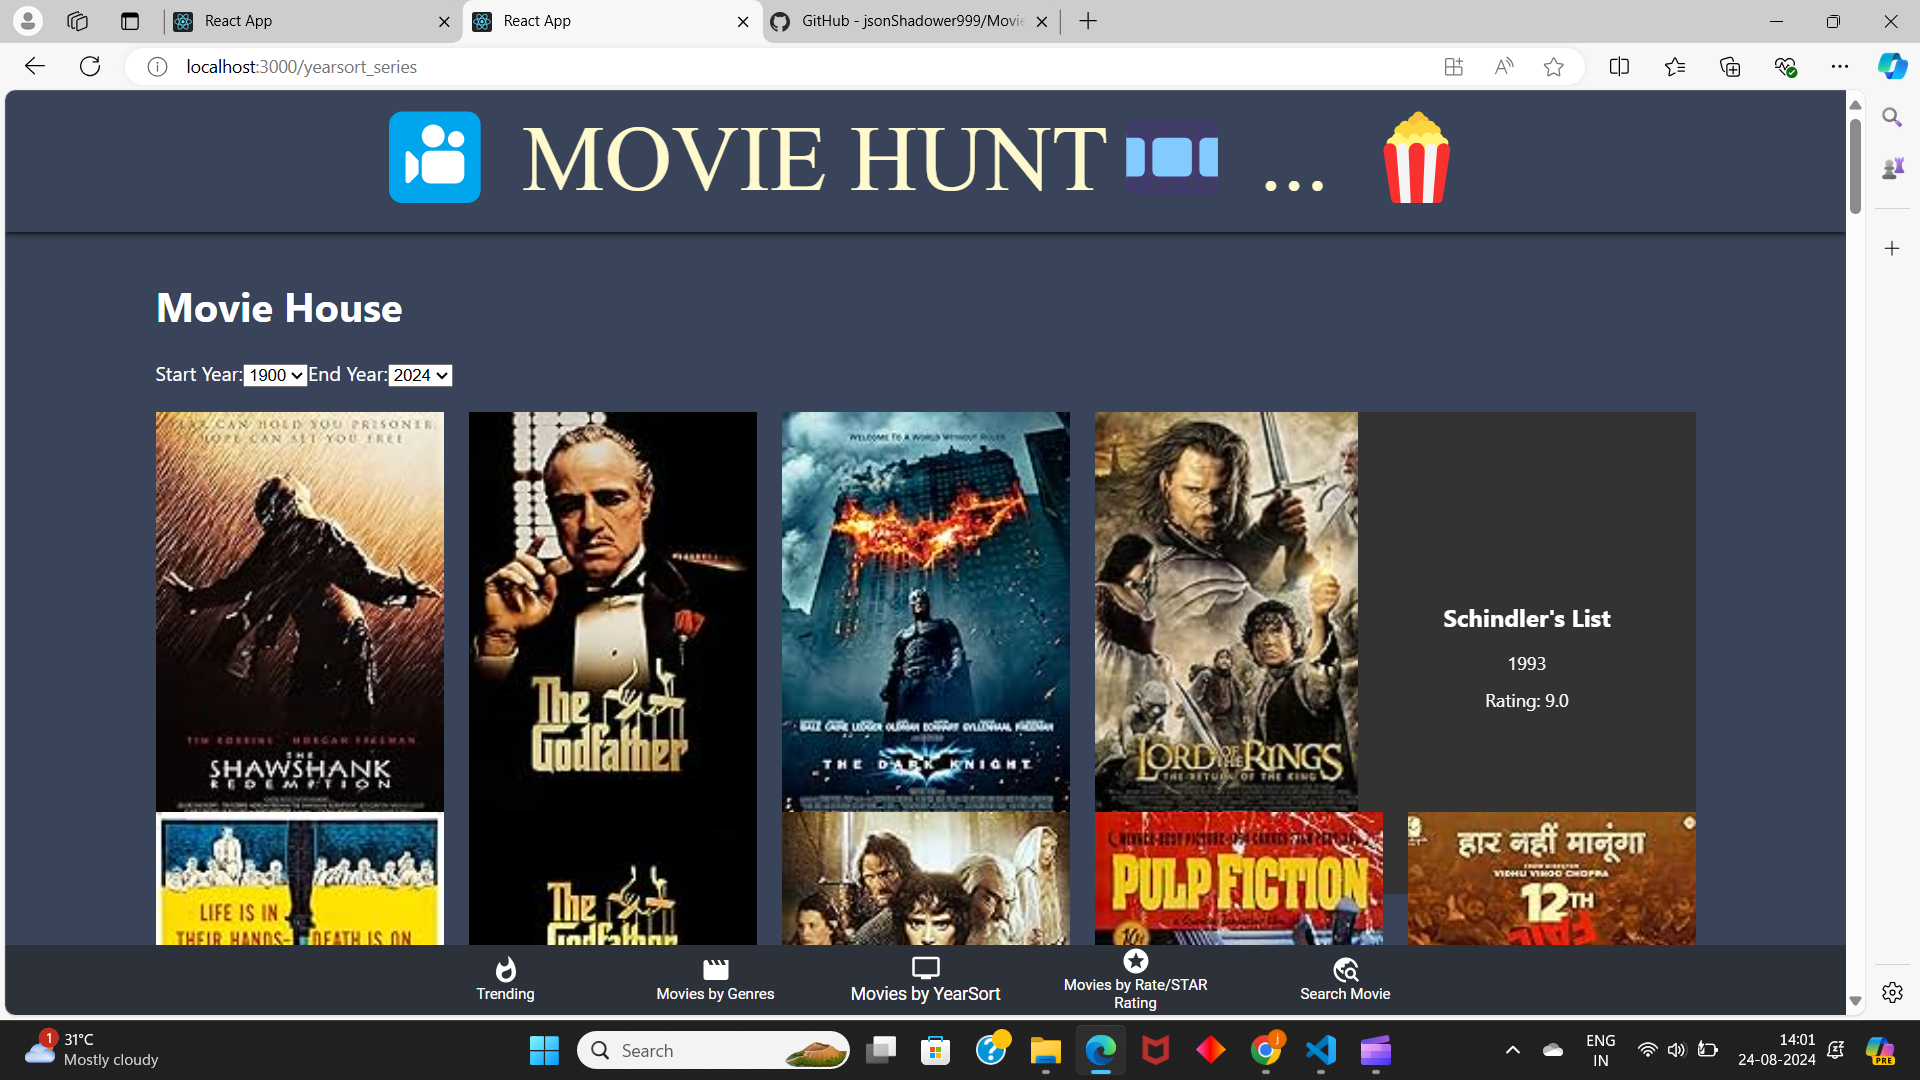 React App
React App
GitHub - jsonShadower999/Movie
localhost:3000/yearsort_series
MOVIE HUNT ...
Movie House
Start Year: 1900 End Year: 2024
FEAR CAN HOLD YOU PRISONER.
HOPE CAN SET YOU FREE
TIM ROBBINS MORGAN FREEMAN
THE
SHAWSHANK
REDEMPTION
The
Godfather
WELCOME TO A WORLD WITHOUT RULES
BALE CAINE LEDGER OLDMAN ECKHART GYLLENHAAL FREEMAN
THE DARK KNIGHT
LORD OF THE RINGS
THE RETURN OF THE KING
Schindler's List
1993
Rating: 9.0
LIFE IS IN
THEIR HANDS— DEATH IS ON
The
Godfather
PULP FICTION
हार नहीं मानूंगा
VIDHU VINOD CHOPRA
12TH
FAIL
Trending
Movies by Genres
Movies by YearSort
Movies by Rate/STAR
Rating
Search Movie
1
31°C
Mostly cloudy
Search
ENG
IN
14:01
24-08-2024
PRE